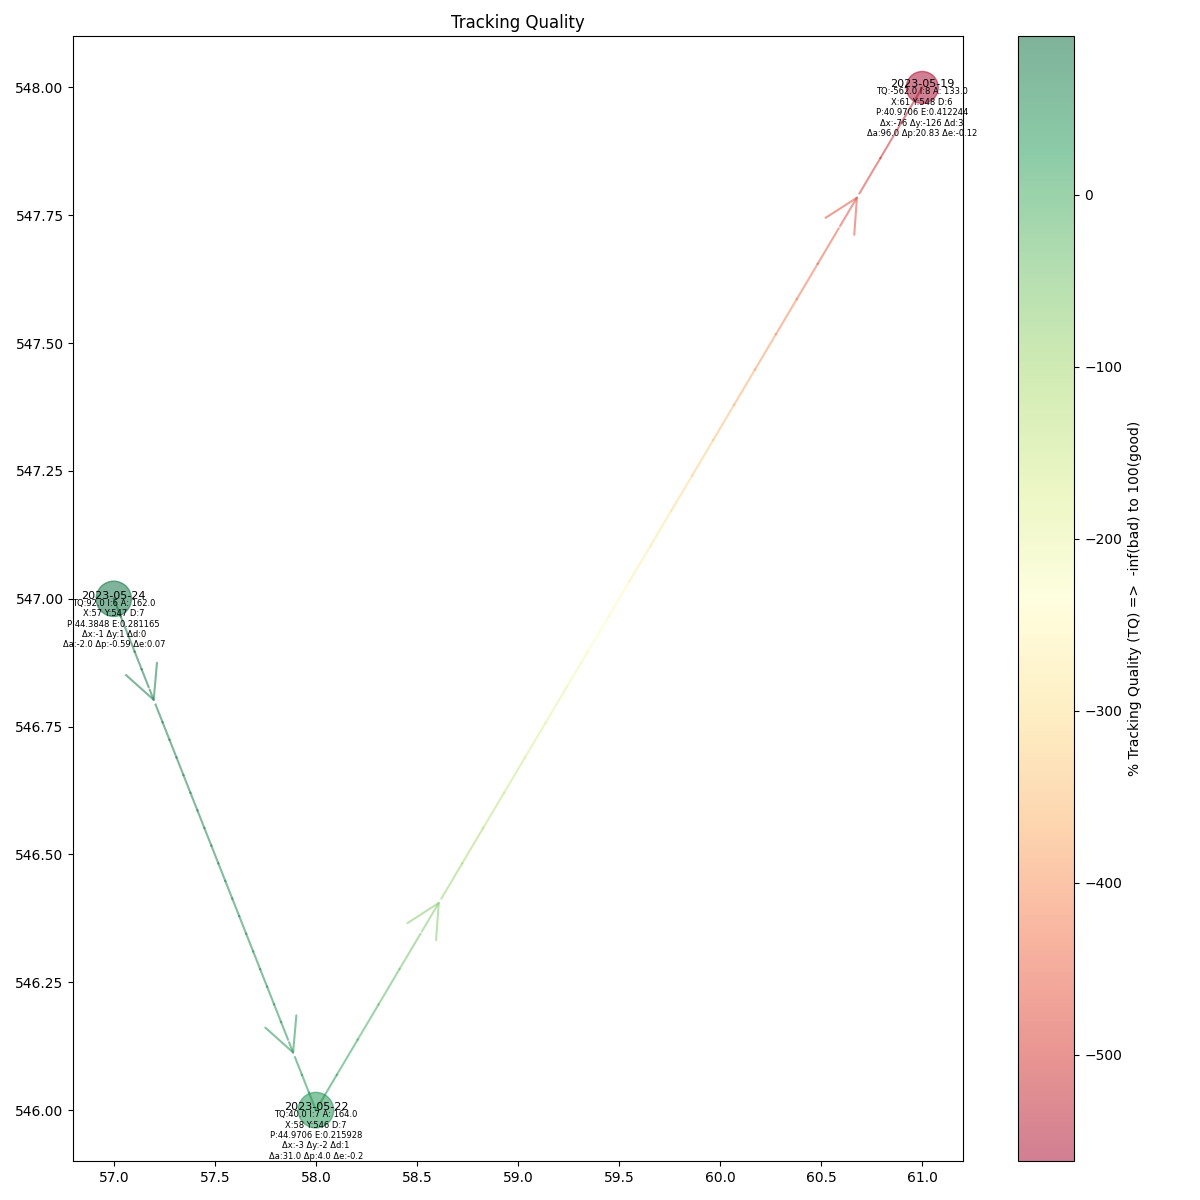 Tracking Quality
2023-05-19
TQ:-562.0 I:8 A: 133.0
X:61 Y:548 D:6
P:40.9706 E:0.412244
Δx:-76 Δy:-126 Δd:3
Δa:96.0 Δp:20.83 Δe:-0.12
2023-05-24
TQ:92.0 I:6 A: 162.0
X:57 Y:547 D:7
P:44.3848 E:0.281165
Δx:-1 Δy:1 Δd:0
Δa:-2.0 Δp:-0.59 Δe:0.07
2023-05-22
TQ:40.0 I:7 A: 164.0
X:58 Y:546 D:7
P:44.9706 E:0.215928
Δx:-3 Δy:-2 Δd:1
Δa:31.0 Δp:4.0 Δe:-0.2
548.00
547.75
547.50
547.25
547.00
546.75
546.50
546.25
546.00
57.0 57.5 58.0 58.5 59.0 59.5 60.0 60.5 61.0
0
−100
−200
−300
−400
−500
% Tracking Quality (TQ) => -inf(bad) to 100(good)